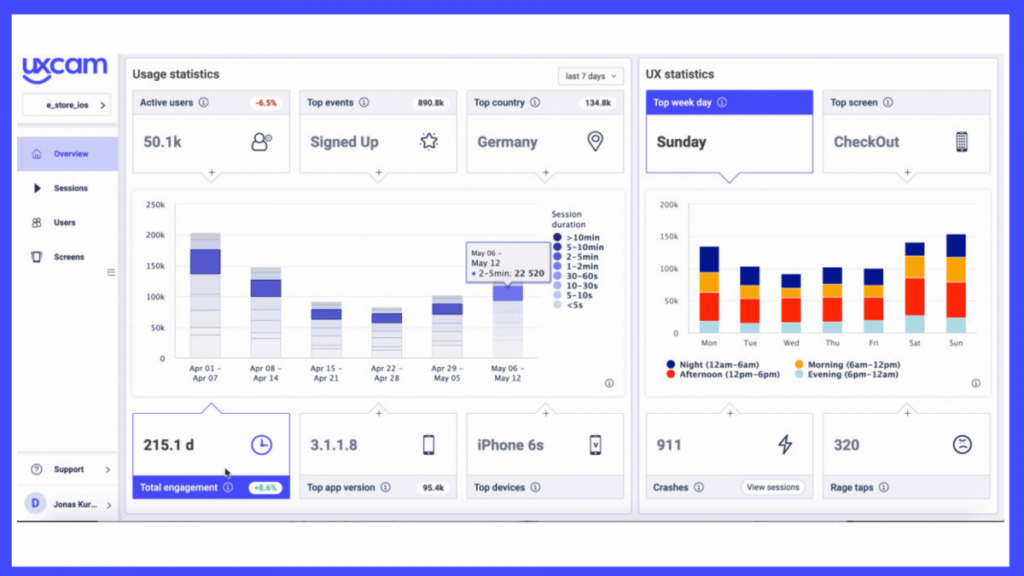 uxcam
e_store_ios
Overview
Sessions
Users
Screens
Support
D
Jonas Kur...
Usage statistics
last 7 days
Active users
-6.5%
50.1k
Top events
890.8k
Signed Up
Top country
134.8k
Germany
250k
200k
150k
100k
50k
0
Apr 01 –
Apr 07
Apr 08 –
Apr 14
Apr 15 –
Apr 21
Apr 22 –
Apr 28
Apr 29 –
May 05
May 06 –
May 12
May 06 –
May 12
2-5min: 22 520
Session
duration
>10min
5-10min
2-5min
1-2min
30-60s
10-30s
5-10s
<5s
215.1 d
Total engagement
+8.6%
3.1.1.8
Top app version
95.4k
iPhone 6s
Top devices
UX statistics
Top week day
Sunday
Top screen
CheckOut
200k
150k
100k
50k
0
Mon
Tue
Wed
Thu
Fri
Sat
Sun
Night (12am-6am)
Morning (6am-12pm)
Afternoon (12pm-6pm)
Evening (6pm-12am)
911
Crashes
View sessions
320
Rage taps